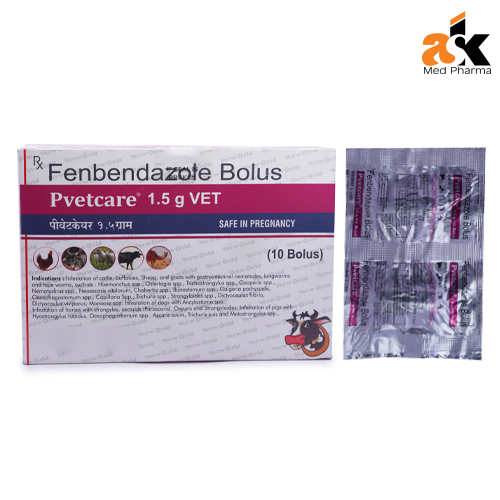 ak
Med Pharma
Rx
Fenbendazole Bolus
Pvetcare® 1.5 g VET
पीवेटकेयर १.५ग्राम
SAFE IN PREGNANCY
(10 Bolus)
Indications : Infestation of cattle, buffaloes, Sheep, and goats with gastrointestinal nematodes, lungworms
and tape worms, such as : Haemonchus spp., Ostertagia spp., Trichostrongylus spp., Cooperia spp.,
Nematodirus spp., Neoascaris vitulorum, Chabertia spp., Bunostomum spp., Gaigeria pachyscelis,
Oesophagostomum spp., Capillaria Spp., Trichuris spp., Strongyloides spp., Dictyocaulus filaria,
Dictyocaulus viviparus, Moniezia spp. Infestation of dogs with Ancylostoma spp.
Infestation of horses with strongyles, ascarids (Parascaris), Oxyuris and Strongyloides. Infestation of pigs with
Hyostrongylus rubidus, Oesophagostomum spp., Ascaris suum, Trichuris suis and Metastrongylus spp.
Fenbendazole Bolus
Fenbendazole Bolus